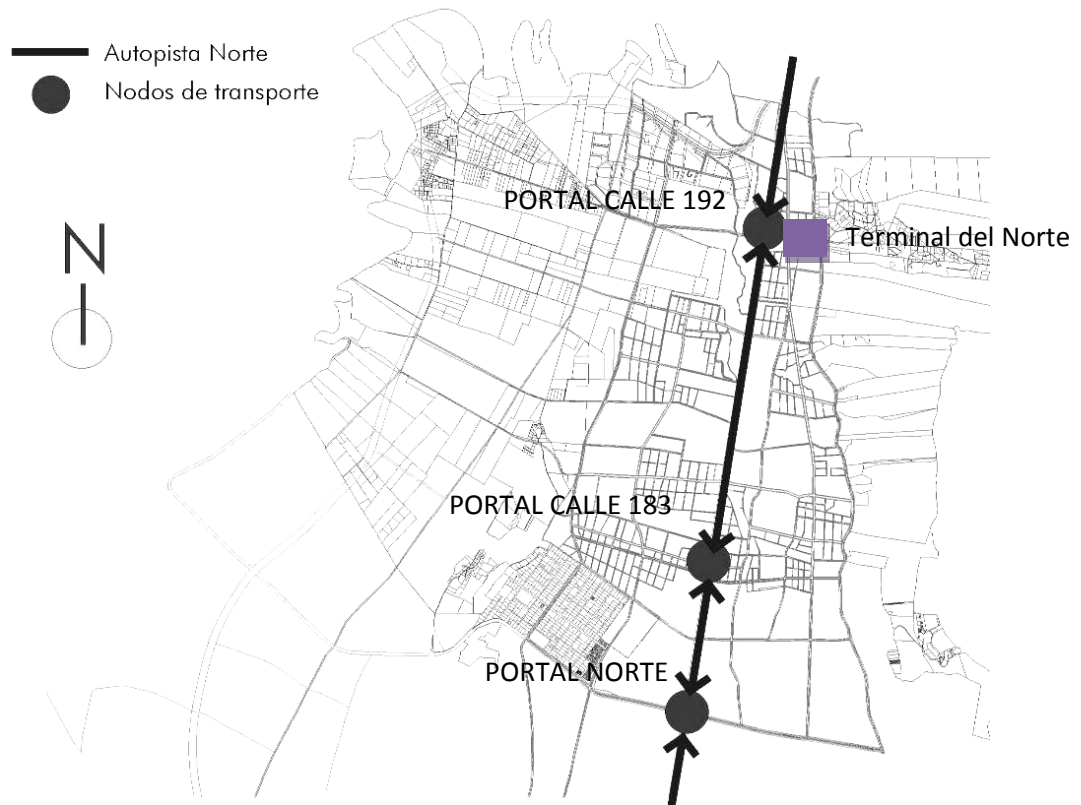 Autopista Norte
Nodos de transporte
N
PORTAL CALLE 192
Terminal del Norte
PORTAL CALLE 183
PORTAL NORTE